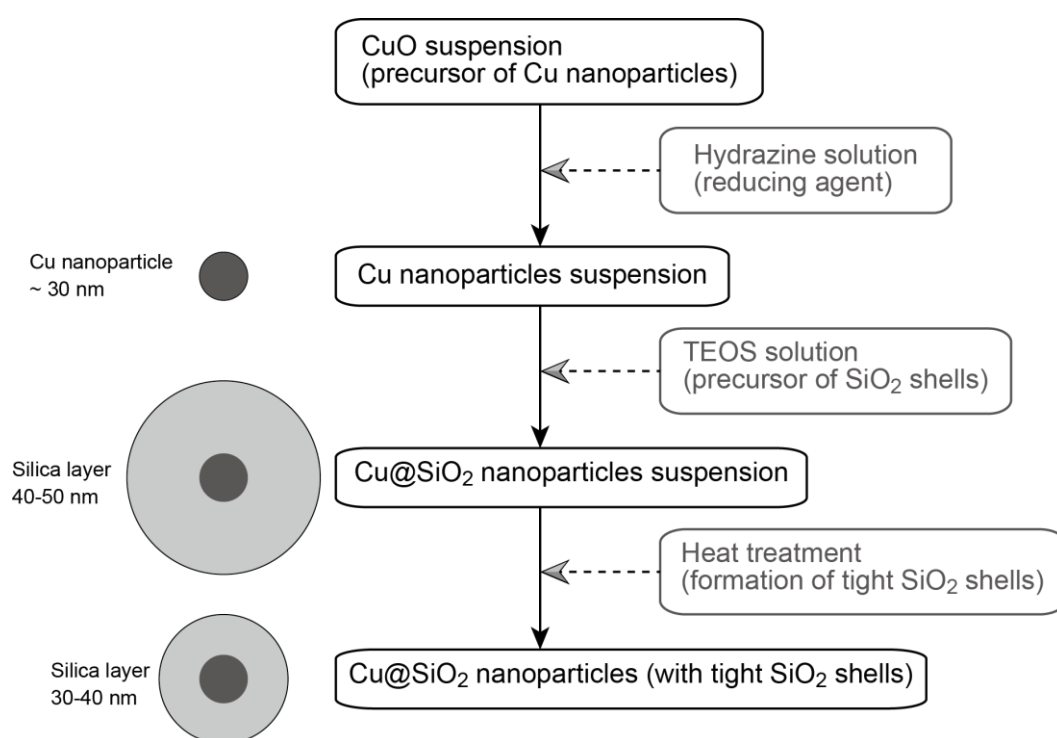 CuO suspension
(precursor of Cu nanoparticles)
Hydrazine solution
(reducing agent)
Cu nanoparticle
~ 30 nm
Cu nanoparticles suspension
TEOS solution
(precursor of SiO₂ shells)
Silica layer
40-50 nm
Cu@SiO₂ nanoparticles suspension
Heat treatment
(formation of tight SiO₂ shells)
Silica layer
30-40 nm
Cu@SiO₂ nanoparticles (with tight SiO₂ shells)